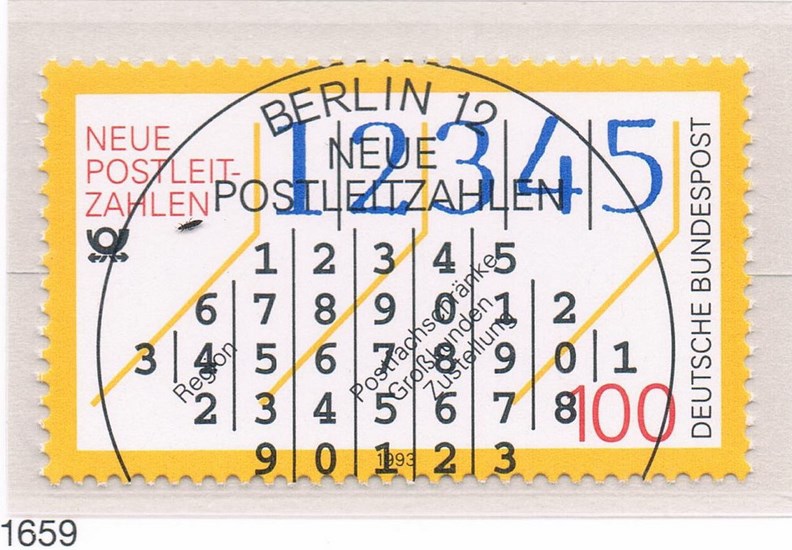 BERLIN 12
NEUE
POSTLEITZAHLEN
NEUE
POSTLEIT-
ZAHLEN
12345
DEUTSCHE BUNDESPOST
1 2 3 4 5
6 7 8 9 0 1 2
3 4 5 6 7 8 9 0 1
2 3 4 5 6 7 8
9 0 1 2 3
Region
Postfachschränke
Großkunden
Zustellung
100
1993
1659